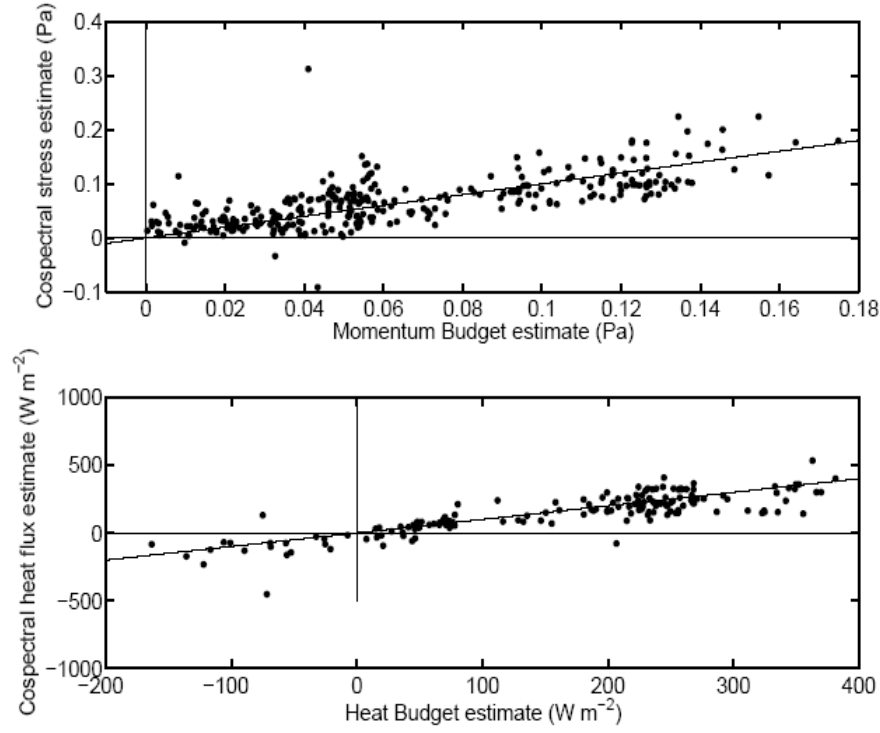 Cospectral stress estimate (Pa)
0.4
0.3
0.2
0.1
0
−0.1
0 0.02 0.04 0.06 0.08 0.1 0.12 0.14 0.16 0.18
Momentum Budget estimate (Pa)
Cospectral heat flux estimate (W m⁻²)
1000
500
0
−500
−1000
−200 −100 0 100 200 300 400
Heat Budget estimate (W m⁻²)